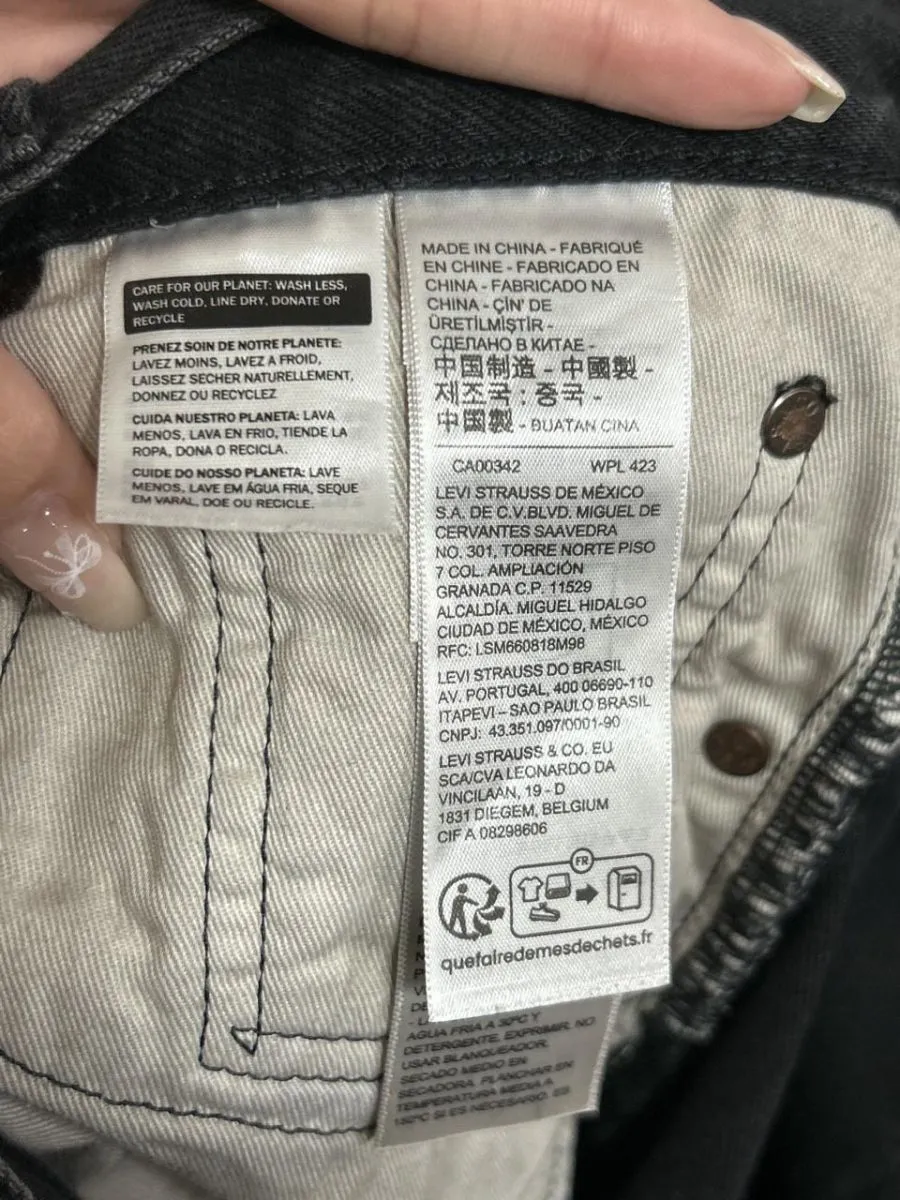 CARE FOR OUR PLANET: WASH LESS,
WASH COLD, LINE DRY, DONATE OR
RECYCLE
PRENEZ SOIN DE NOTRE PLANETE:
LAVEZ MOINS, LAVEZ A FROID,
LAISSEZ SECHER NATURELLEMENT,
DONNEZ OU RECYCLEZ
CUIDA NUESTRO PLANETA: LAVA
MENOS, LAVA EN FRIO, TIENDE LA
ROPA, DONA O RECICLA.
CUIDE DO NOSSO PLANETA: LAVE
MENOS, LAVE EM ÁGUA FRIA, SEQUE
EM VARAL, DOE OU RECICLE.
MADE IN CHINA - FABRIQUÉ
EN CHINE - FABRICADO EN
CHINA - FABRICADO NA
CHINA - ÇİN' DE
ÜRETİLMİŞTİR -
СДЕЛАНО В КИТАЕ -
中国制造 - 中國製 -
제조국 : 중국 -
中国製 - BUATAN CINA
CA00342 WPL 423
LEVI STRAUSS DE MÉXICO
S.A. DE C.V.BLVD. MIGUEL DE
CERVANTES SAAVEDRA
NO. 301, TORRE NORTE PISO
7 COL. AMPLIACIÓN
GRANADA C.P. 11529
ALCALDÍA. MIGUEL HIDALGO
CIUDAD DE MÉXICO, MÉXICO
RFC: LSM660818M98
LEVI STRAUSS DO BRASIL
AV. PORTUGAL, 400 06690-110
ITAPEVI – SAO PAULO BRASIL
CNPJ: 43.351.097/0001-90
LEVI STRAUSS & CO. EU
SCA/CVA LEONARDO DA
VINCILAAN, 19 - D
1831 DIEGEM, BELGIUM
CIF A 08298606
FR
quefairedemesdechets.fr
AGUA FRIA A 30ºC Y
DETERGENTE, EXPRIMIR, NO
USAR BLANQUEADOR.
SECADO MEDIO EN
SECADORA. PLANCHAR EN
TEMPERATURA MEDIA A
150ºC SI ES NECESARIO. ES